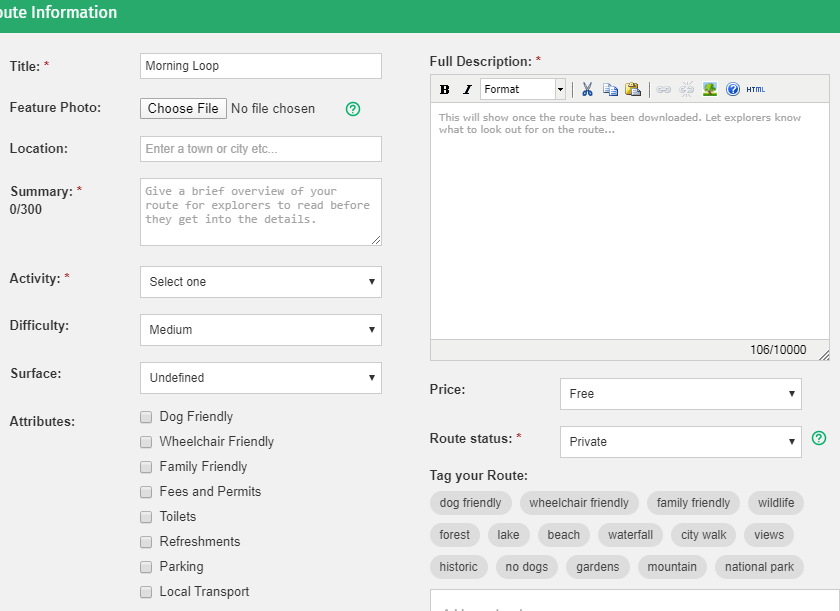 ute Information
Title: *
Morning Loop
Feature Photo:
Choose File No file chosen
Location:
Enter a town or city etc...
Summary: *
0/300
Give a brief overview of your
route for explorers to read before
they get into the details.
Activity: *
Select one
Difficulty:
Medium
Surface:
Undefined
Attributes:
Dog Friendly
Wheelchair Friendly
Family Friendly
Fees and Permits
Toilets
Refreshments
Parking
Local Transport
Full Description: *
B I Format HTML
This will show once the route has been downloaded. Let explorers know
what to look out for on the route...
106/10000
Price:
Free
Route status: *
Private
Tag your Route:
dog friendly wheelchair friendly family friendly wildlife
forest lake beach waterfall city walk views
historic no dogs gardens mountain national park